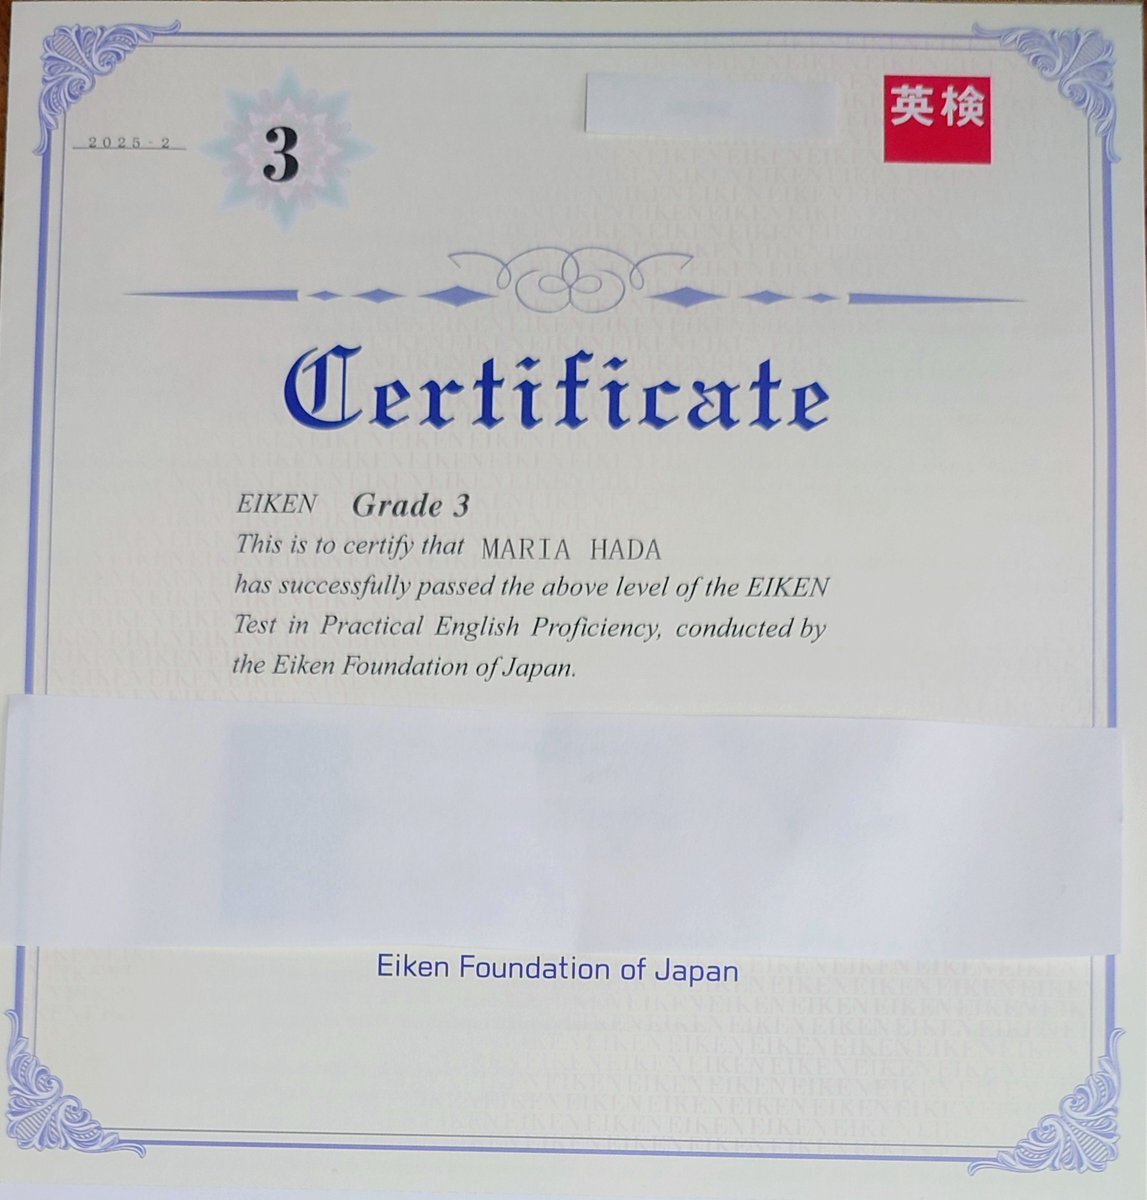 2025-2
3
英検
Certificate
EIKEN Grade 3
This is to certify that MARIA HADA
has successfully passed the above level of the EIKEN
Test in Practical English Proficiency, conducted by
the Eiken Foundation of Japan.
Eiken Foundation of Japan